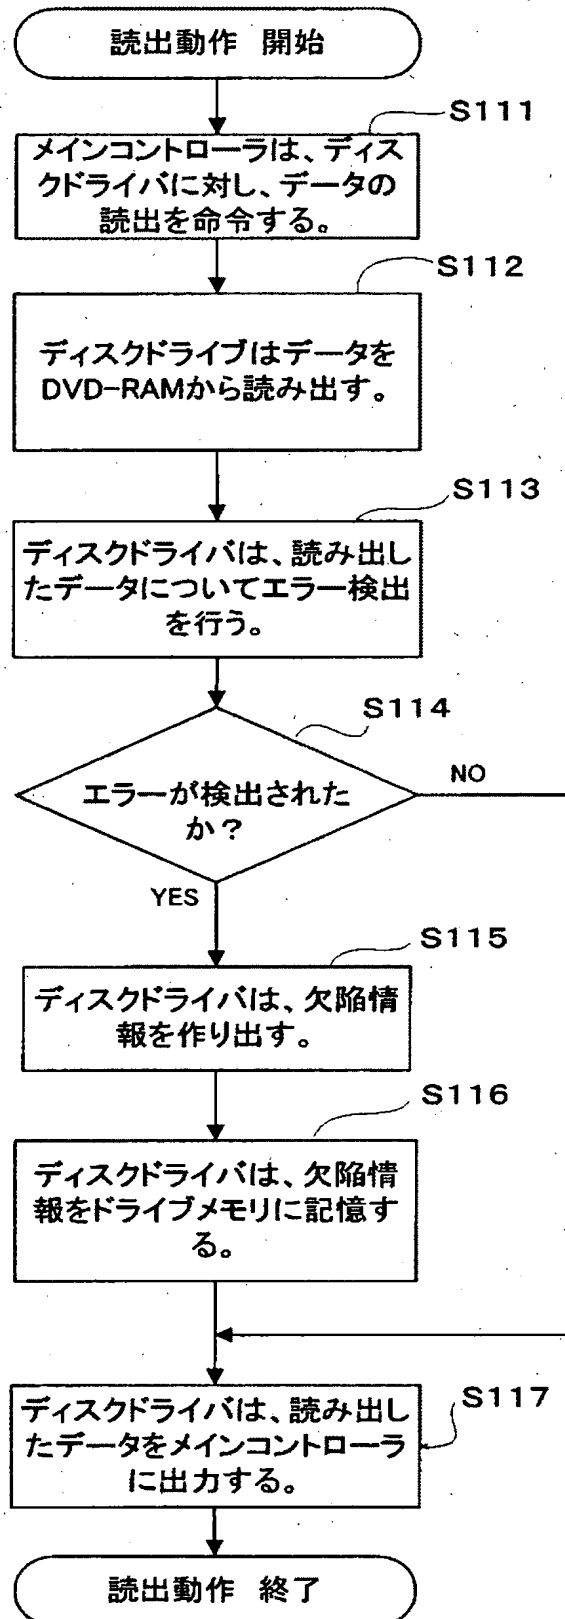 読出動作 開始
S111
メインコントローラは、ディス
クドライバに対し、データの
読出を命令する。
S112
ディスクドライブはデータを
DVD-RAMから読み出す。
S113
ディスクドライバは、読み出し
たデータについてエラー検出
を行う。
S114
エラーが検出された
か？
NO
YES
S115
ディスクドライバは、欠陥情
報を作り出す。
S116
ディスクドライバは、欠陥情
報をドライブメモリに記憶す
る。
S117
ディスクドライバは、読み出し
たデータをメインコントローラ
に出力する。
読出動作 終了